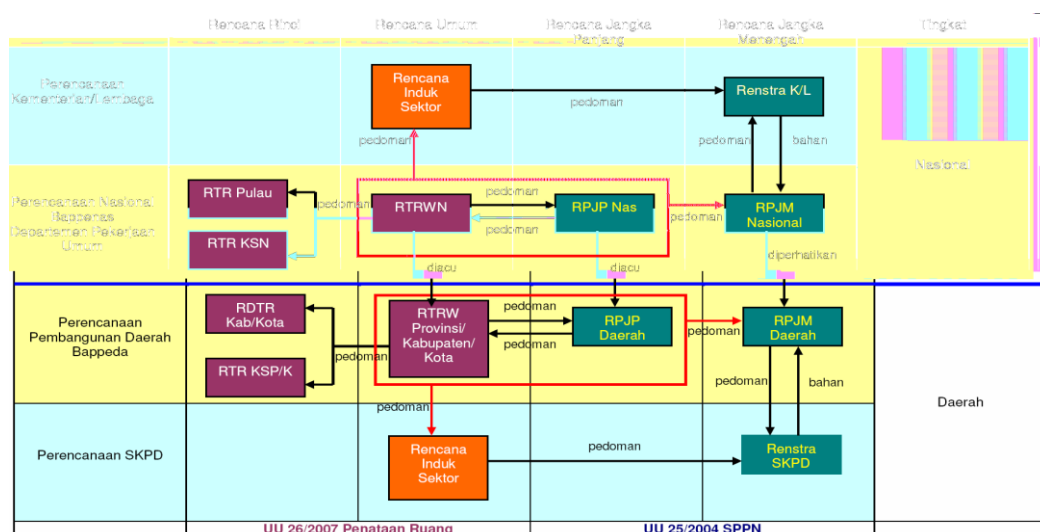 Rencana Rinci
Rencana Umum
Rencana Jangka
Panjang
Rencana Jangka
Menengah
Tingkat
Perencanaan
Kementerian/Lembaga
Rencana
Induk
Sektor
pedoman
Renstra K/L
pedoman
pedoman
bahan
Nasional
Perencanaan Nasional
Bappenas
Departemen Pekerjaan
Umum
RTR Pulau
pedoman
RTRWN
pedoman
pedoman
RPJP Nas
pedoman
RPJM
Nasional
RTR KSN
diacu
diacu
diperhatikan
Perencanaan
Pembangunan Daerah
Bappeda
RDTR
Kab/Kota
RTR KSP/K
pedoman
RTRW
Provinsi/
Kabupaten/
Kota
pedoman
pedoman
RPJP
Daerah
pedoman
RPJM
Daerah
pedoman
pedoman
bahan
Daerah
Perencanaan SKPD
Rencana
Induk
Sektor
pedoman
Renstra
SKPD
UU 26/2007 Penataan Ruang
UU 25/2004 SPPN